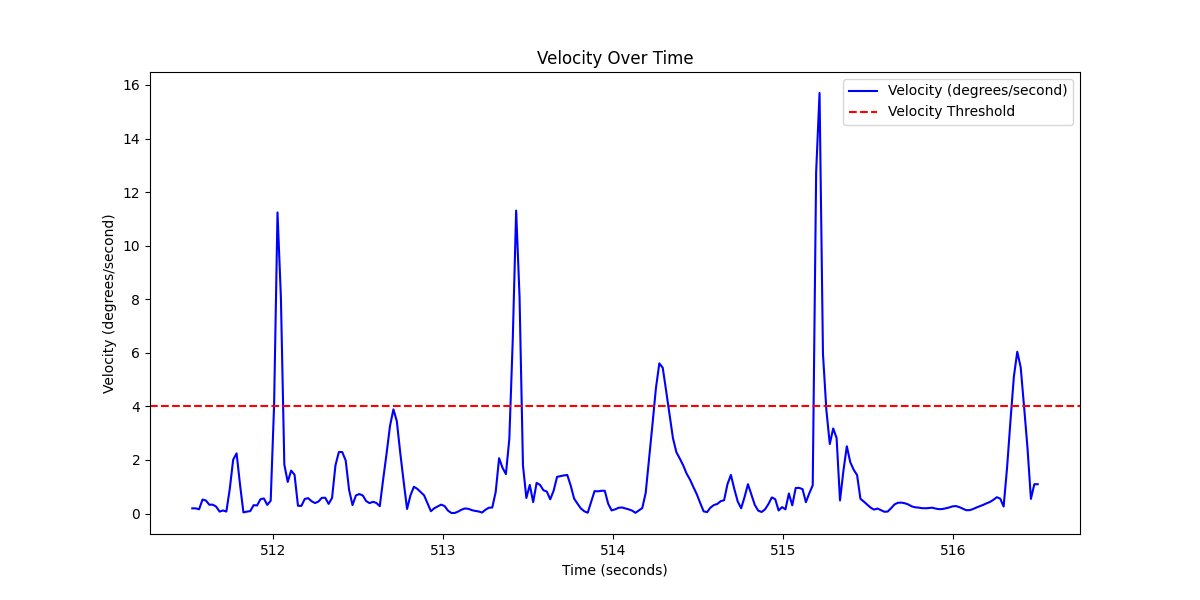 Velocity Over Time
Velocity (degrees/second)
Velocity Threshold
16
14
12
10
8
6
4
2
0
Velocity (degrees/second)
512
513
514
515
516
Time (seconds)